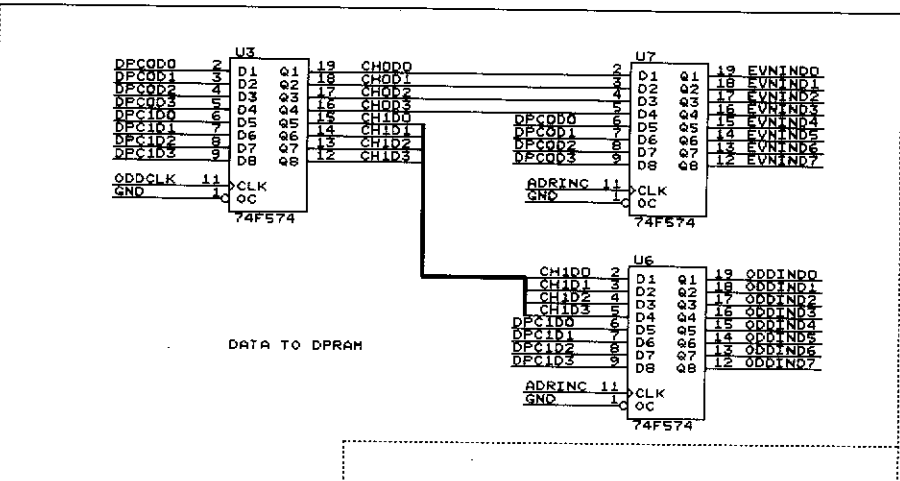 U3
DPC0D0 2 D1 Q1 19 CH0D0
DPC0D1 3 D2 Q2 18 CH0D1
DPC0D2 4 D3 Q3 17 CH0D2
DPC0D3 5 D4 Q4 16 CH0D3
DPC1D0 6 D5 Q5 15 CH1D0
DPC1D1 7 D6 Q6 14 CH1D1
DPC1D2 8 D7 Q7 13 CH1D2
DPC1D3 9 D8 Q8 12 CH1D3
ODDCLK 11 CLK
GND 1 OC
74F574
U7
2 D1 Q1 19 EVNIND0
3 D2 Q2 18 EVNIND1
4 D3 Q3 17 EVNIND2
5 D4 Q4 16 EVNIND3
DPC0D0 6 D5 Q5 15 EVNIND4
DPC0D1 7 D6 Q6 14 EVNIND5
DPC0D2 8 D7 Q7 13 EVNIND6
DPC0D3 9 D8 Q8 12 EVNIND7
ADRINC 11 CLK
GND 1 OC
74F574
U6
CH1D0 2 D1 Q1 19 ODDIND0
CH1D1 3 D2 Q2 18 ODDIND1
CH1D2 4 D3 Q3 17 ODDIND2
CH1D3 5 D4 Q4 16 ODDIND3
DPC1D0 6 D5 Q5 15 ODDIND4
DPC1D1 7 D6 Q6 14 ODDIND5
DPC1D2 8 D7 Q7 13 ODDIND6
DPC1D3 9 D8 Q8 12 ODDIND7
ADRINC 11 CLK
GND 1 OC
74F574
DATA TO DPRAM